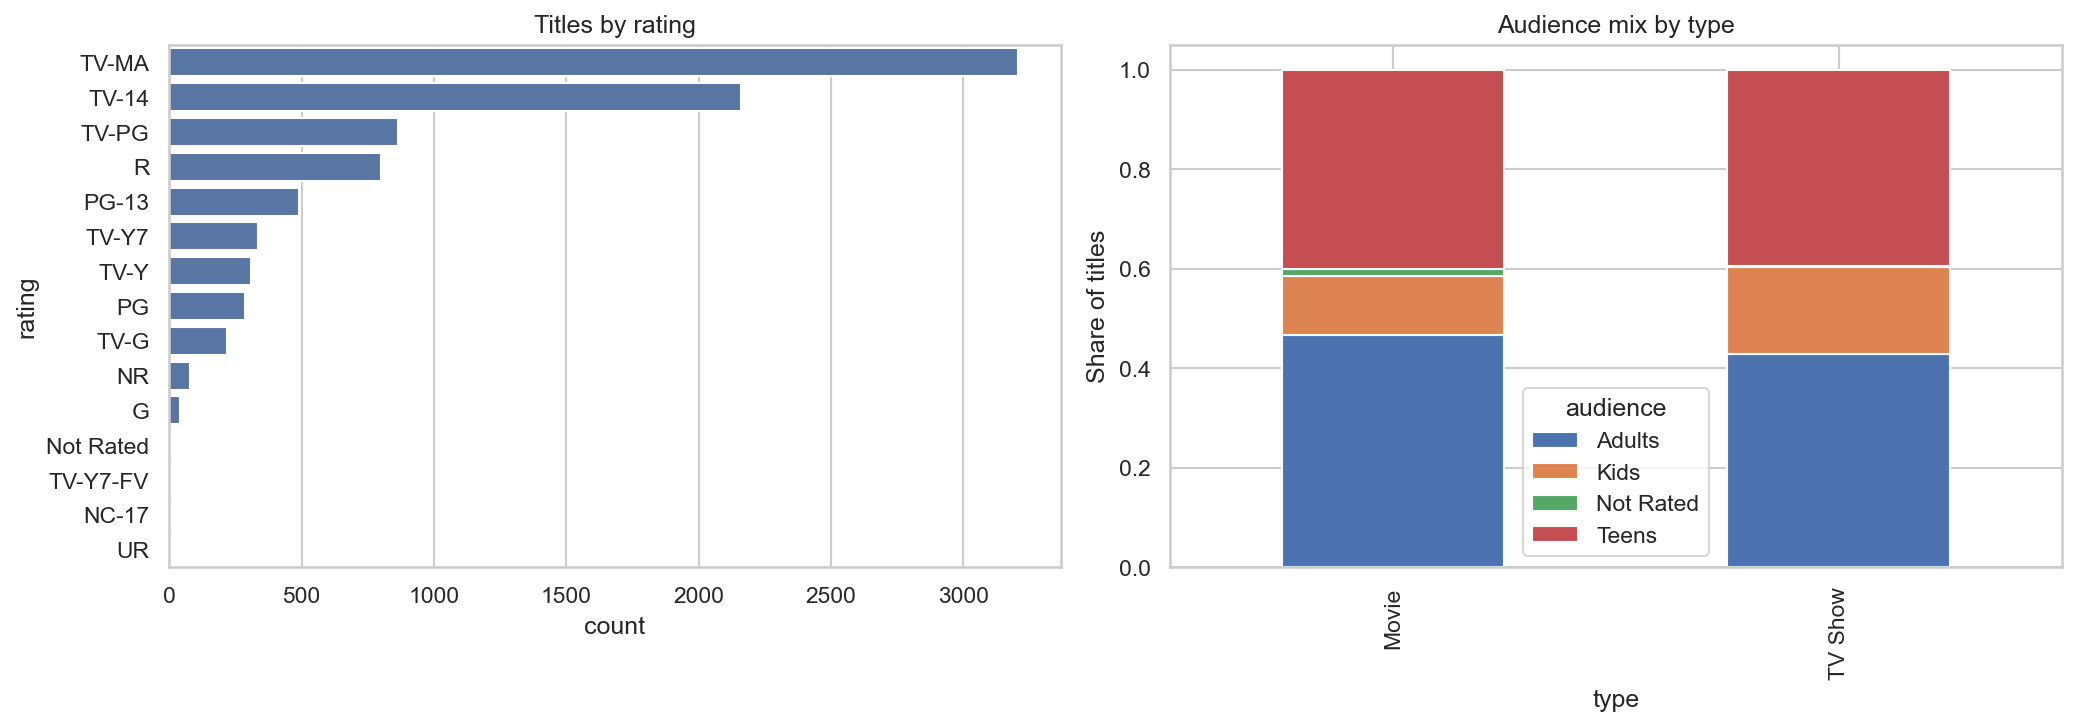 Titles by rating
TV-MA
TV-14
TV-PG
R
PG-13
TV-Y7
TV-Y
PG
TV-G
NR
G
Not Rated
TV-Y7-FV
NC-17
UR
rating
0 500 1000 1500 2000 2500 3000
count
Audience mix by type
1.0
0.8
0.6
0.4
0.2
0.0
Share of titles
audience
Adults
Kids
Not Rated
Teens
Movie
TV Show
type